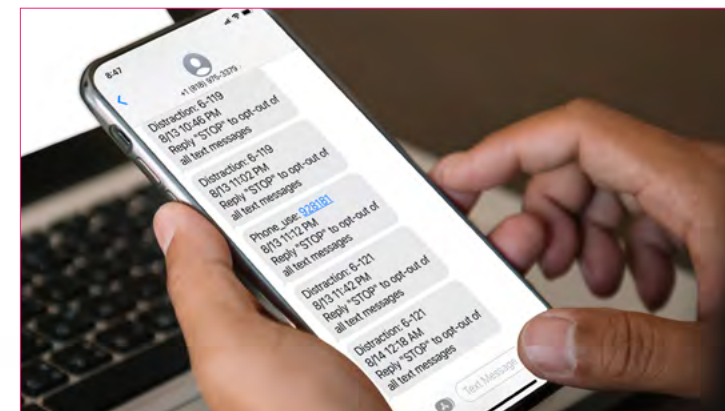 8:47
+1 (818) 975-3379
Distraction: 6-119
8/13 10:46 PM
Reply "STOP" to opt-out of
all text messages
Distraction: 6-119
8/13 11:02 PM
Reply "STOP" to opt-out of
all text messages
Phone_use: 928181
8/13 11:12 PM
Reply "STOP" to opt-out of
all text messages
Distraction: 6-121
8/13 11:42 PM
Reply "STOP" to opt-out of
all text messages
Distraction: 6-121
8/14 12:18 AM
Reply "STOP" to opt-out of
all text messages
Text Message